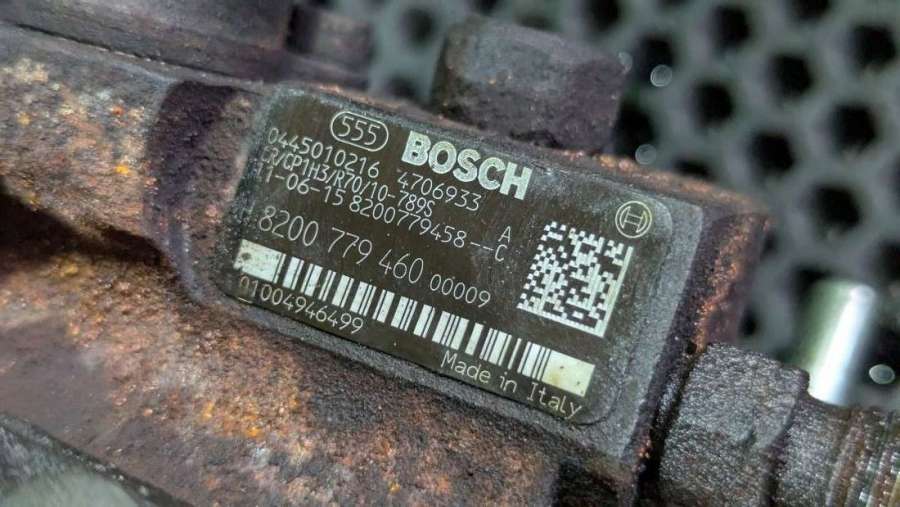 555 BOSCH
0445010216 4706933
CR/CP1H3/R70/10-789S A
1-06-15 8200779458--C
8200 779 460 00009
01004946499
Made in Italy